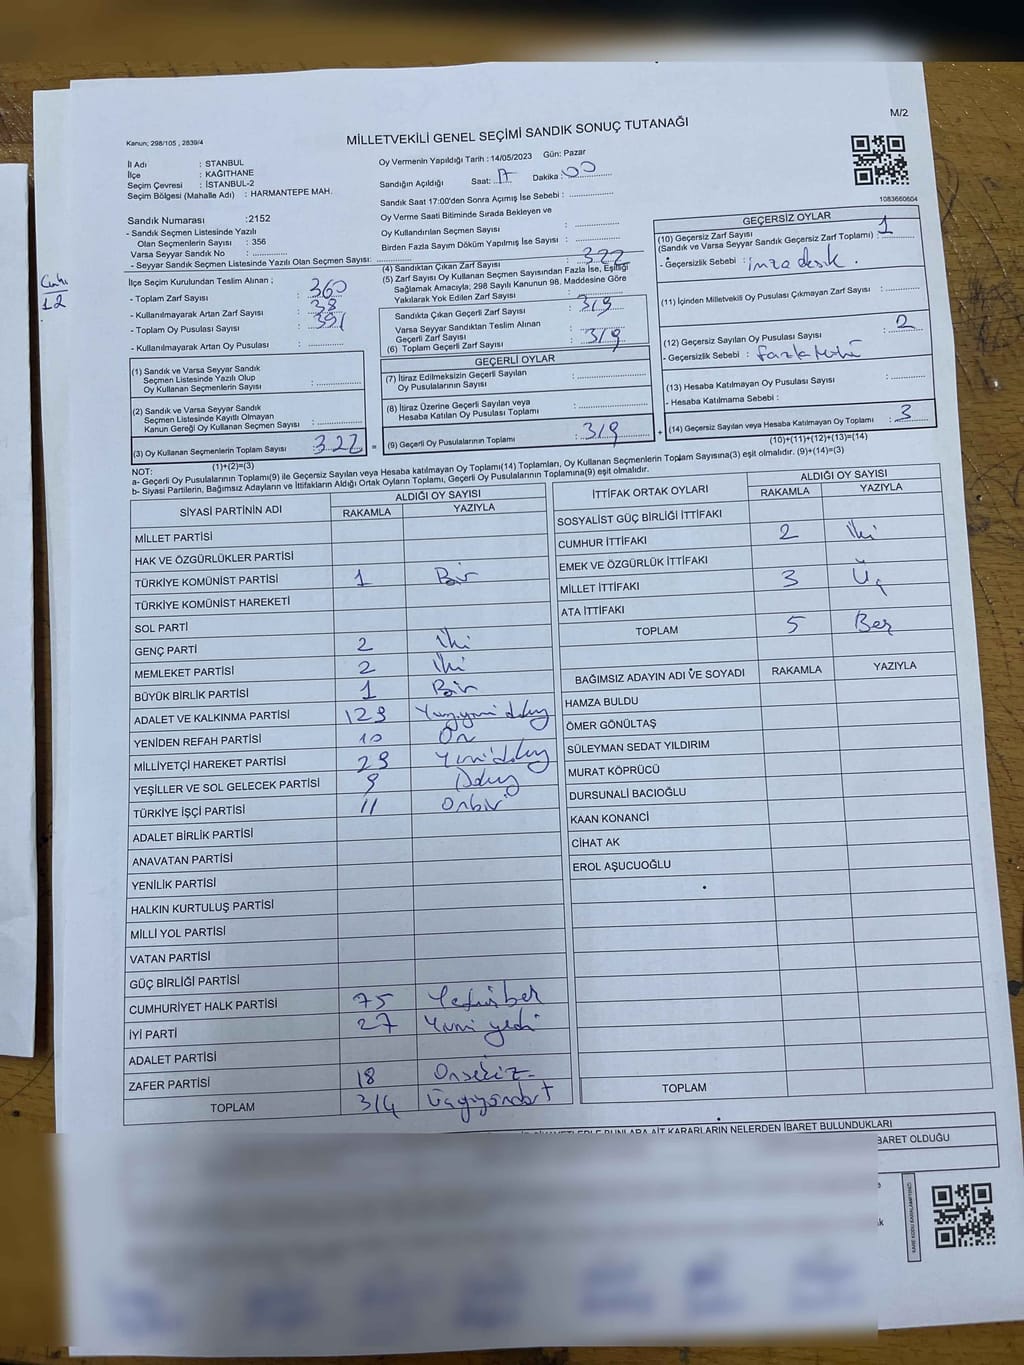 M/2
Kanun; 298/105 , 2839/4
MİLLETVEKİLİ GENEL SEÇİMİ SANDIK SONUÇ TUTANAĞI
İl Adı : STANBUL
İlçe : KAĞITHANE
Seçim Çevresi : İSTANBUL-2
Seçim Bölgesi (Mahalle Adı) : HARMANTEPE MAH.
Oy Vermenin Yapıldığı Tarih : 14/05/2023 Gün: Pazar
Sandığın Açıldığı Saat: 17 Dakika : 00
Sandık Saat 17:00'den Sonra Açımış İse Sebebi :
Oy Verme Saati Bitiminde Sırada Bekleyen ve
Oy Kullandırılan Seçmen Sayısı :
Birden Fazla Sayım Döküm Yapılmış İse Sayısı :
1083660604
Sandık Numarası :2152
- Sandık Seçmen Listesinde Yazılı
Olan Seçmenlerin Sayısı : 356
Varsa Seyyar Sandık No :
- Seyyar Sandık Seçmen Listesinde Yazılı Olan Seçmen Sayısı:
12
İlçe Seçim Kurulundan Teslim Alınan ;
- Toplam Zarf Sayısı : 360
- Kullanılmayarak Artan Zarf Sayısı : 38
- Toplam Oy Pusulası Sayısı : 391
- Kullanılmayarak Artan Oy Pusulası :
(1) Sandık ve Varsa Seyyar Sandık
Seçmen Listesinde Yazılı Olup
Oy Kullanan Seçmenlerin Sayısı :
(2) Sandık ve Varsa Seyyar Sandık
Seçmen Listesinde Kayıtlı Olmayan
Kanun Gereği Oy Kullanan Seçmen Sayısı :
(3) Oy Kullanan Seçmenlerin Toplam Sayısı : 322 =
(1)+(2)=(3)
(4) Sandıktan Çıkan Zarf Sayısı : 322
(5) Zarf Sayısı Oy Kullanan Seçmen Sayısından Fazla İse, Eşitliği
Sağlamak Amacıyla; 298 Sayılı Kanunun 98. Maddesine Göre
Yakılarak Yok Edilen Zarf Sayısı :
Sandıkta Çıkan Geçerli Zarf Sayısı : 319
Varsa Seyyar Sandıktan Teslim Alınan
Geçerli Zarf Sayısı :
(6) Toplam Geçerli Zarf Sayısı : 319
GEÇERLİ OYLAR
(7) İtiraz Edilmeksizin Geçerli Sayılan
Oy Pusulalarının Sayısı :
(8) İtiraz Üzerine Geçerli Sayılan veya
Hesaba Katılan Oy Pusulası Toplamı :
(9) Geçerli Oy Pusulalarının Toplamı : 319 +
GEÇERSİZ OYLAR
(10) Geçersiz Zarf Sayısı
(Sandık ve Varsa Seyyar Sandık Geçersiz Zarf Toplamı) : 1
- Geçersizlik Sebebi : imza eksik.
(11) İçinden Milletvekili Oy Pusulası Çıkmayan Zarf Sayısı :
(12) Geçersiz Sayılan Oy Pusulası Sayısı : 2
- Geçersizlik Sebebi :
(13) Hesaba Katılmayan Oy Pusulası Sayısı :
- Hesaba Katılmama Sebebi :
(14) Geçersiz Sayılan veya Hesaba Katılmayan Oy Toplamı : 3
(10)+(11)+(12)+(13)=(14)
NOT:
a- Geçerli Oy Pusulalarının Toplamı(9) ile Geçersiz Sayılan veya Hesaba katılmayan Oy Toplamı(14) Toplamları, Oy Kullanan Seçmenlerin Toplam Sayısına(3) eşit olmalıdır. (9)+(14)=(3)
b- Siyasi Partilerin, Bağımsız Adayların ve İttifakların Aldığı Ortak Oyların Toplamı, Geçerli Oy Pusulalarının Toplamına(9) eşit olmalıdır.
SİYASİ PARTİNİN ADI ALDIĞI OY SAYISI
RAKAMLA YAZIYLA
MİLLET PARTİSİ
HAK VE ÖZGÜRLÜKLER PARTİSİ
TÜRKİYE KOMÜNİST PARTİSİ 1 Bir
TÜRKİYE KOMÜNİST HAREKETİ
SOL PARTİ
GENÇ PARTİ 2 İki
MEMLEKET PARTİSİ 2 İki
BÜYÜK BİRLİK PARTİSİ 1 Bir
ADALET VE KALKINMA PARTİSİ 129 Yüzyirmi dokuz
YENİDEN REFAH PARTİSİ 10 On
MİLLİYETÇİ HAREKET PARTİSİ 29 Yirmi dokuz
YEŞİLLER VE SOL GELECEK PARTİSİ 9 Dokuz
TÜRKİYE İŞÇİ PARTİSİ 11 Onbir
ADALET BİRLİK PARTİSİ
ANAVATAN PARTİSİ
YENİLİK PARTİSİ
HALKIN KURTULUŞ PARTİSİ
MİLLİ YOL PARTİSİ
VATAN PARTİSİ
GÜÇ BİRLİĞİ PARTİSİ
CUMHURİYET HALK PARTİSİ 75 Yetmişbeş
İYİ PARTİ 27 Yirmi yedi
ADALET PARTİSİ
ZAFER PARTİSİ 18 Onsekiz
TOPLAM 314 Üçyüzondört
İTTİFAK ORTAK OYLARI ALDIĞI OY SAYISI
RAKAMLA YAZIYLA
SOSYALİST GÜÇ BİRLİĞİ İTTİFAKI
CUMHUR İTTİFAKI 2 İki
EMEK VE ÖZGÜRLÜK İTTİFAKI
MİLLET İTTİFAKI 3 Üç
ATA İTTİFAKI
TOPLAM 5 Beş
BAĞIMSIZ ADAYIN ADI VE SOYADI RAKAMLA YAZIYLA
HAMZA BULDU
ÖMER GÖNÜLTAŞ
SÜLEYMAN SEDAT YILDIRIM
MURAT KÖPRÜCÜ
DURSUNALİ BACIOĞLU
KAAN KONANCİ
CİHAT AK
EROL AŞUCUOĞLU
TOPLAM
BUNLARA AİT KARARLARIN NELERDEN İBARET BULUNDUKLARI
BARET OLDUĞU